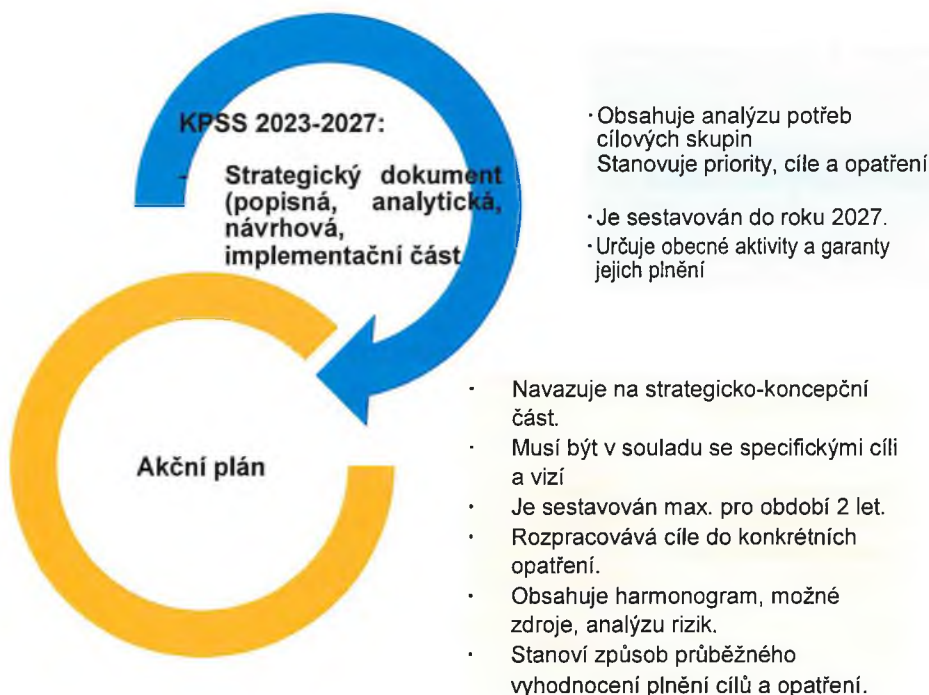 KPSS 2023-2027:
- Strategický dokument
(popisná, analytická,
návrhová,
implementační část
· Obsahuje analýzu potřeb
cílových skupin
Stanovuje priority, cíle a opatření
· Je sestavován do roku 2027.
· Určuje obecné aktivity a garanty
jejich plnění
Akční plán
· Navazuje na strategicko-koncepční
část.
· Musí být v souladu se specifickými cíli
a vizí
· Je sestavován max. pro období 2 let.
· Rozpracovává cíle do konkrétních
opatření.
· Obsahuje harmonogram, možné
zdroje, analýzu rizik.
· Stanoví způsob průběžného
vyhodnocení plnění cílů a opatření.